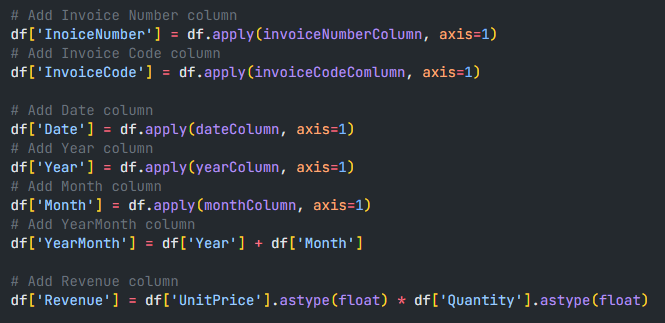 # Add Invoice Number column
df['InoiceNumber'] = df.apply(invoiceNumberColumn, axis=1)
# Add Invoice Code column
df['InvoiceCode'] = df.apply(invoiceCodeComlumn, axis=1)
# Add Date column
df['Date'] = df.apply(dateColumn, axis=1)
# Add Year column
df['Year'] = df.apply(yearColumn, axis=1)
# Add Month column
df['Month'] = df.apply(monthColumn, axis=1)
# Add YearMonth column
df['YearMonth'] = df['Year'] + df['Month']
# Add Revenue column
df['Revenue'] = df['UnitPrice'].astype(float) * df['Quantity'].astype(float)